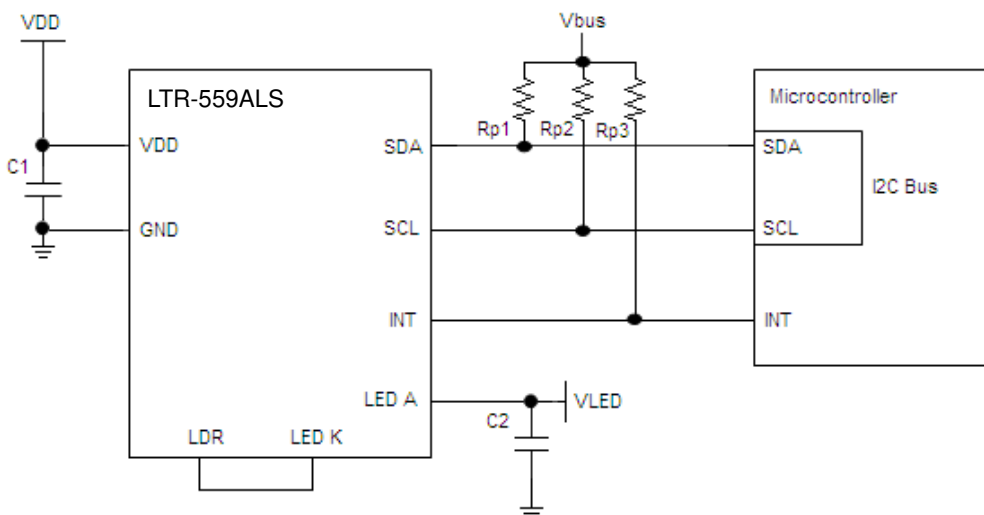 VDD
Vbus
LTR-559ALS
Microcontroller
Rp1
Rp2
Rp3
VDD
SDA
SDA
C1
I2C Bus
GND
SCL
SCL
INT
INT
LED A
VLED
C2
LDR
LED K